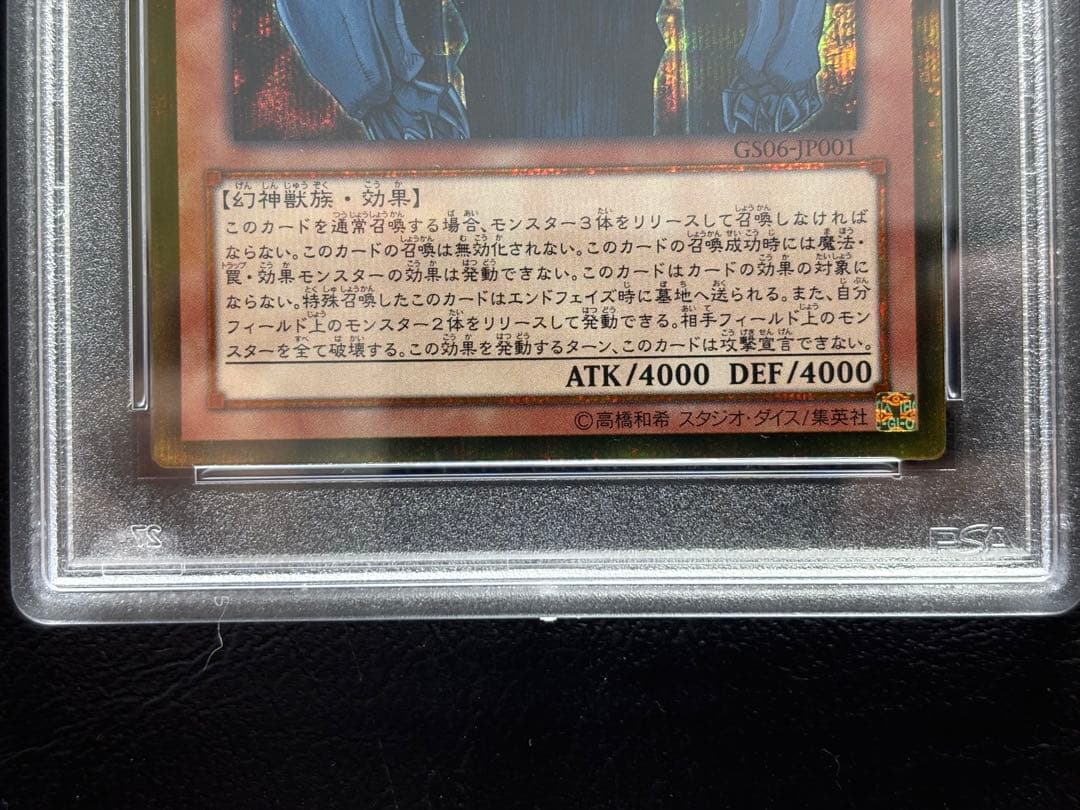 GS06-JP001
【幻神獣族・効果】
このカードを通常召喚する場合、モンスター3体をリリースして召喚しなければ
ならない。このカードの召喚は無効化されない。このカードの召喚成功時には魔法・
罠・効果モンスターの効果は発動できない。このカードはカードの効果の対象に
ならない。特殊召喚したこのカードはエンドフェイズ時に墓地へ送られる。また、自分
フィールド上のモンスター2体をリリースして発動できる。相手フィールド上のモン
スターを全て破壊する。この効果を発動するターン、このカードは攻撃宣言できない。
ATK/4000 DEF/4000
©高橋和希 スタジオ・ダイス/集英社
27
PSA